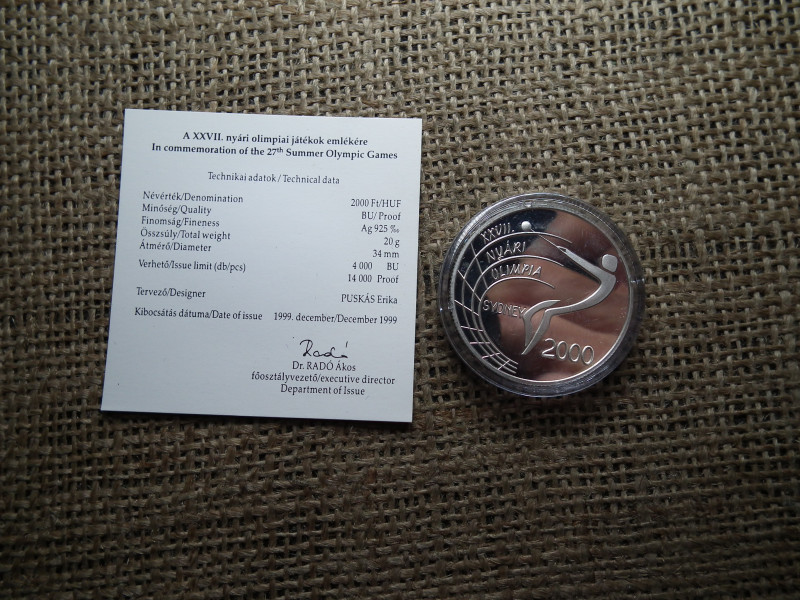 A XXVII. nyári olimpiai játékok emlékére
In commemoration of the 27th Summer Olympic Games
Technikai adatok / Technical data
Névérték/Denomination 2000 Ft/HUF
Minőség/Quality BU/ Proof
Finomság/Fineness Ag 925 ‰
Összsúly/Total weight 20 g
Átmérő/Diameter 34 mm
Verhető/Issue limit (db/pcs) 4 000 BU
14 000 Proof
Tervező/Designer PUSKÁS Erika
Kibocsátás dátuma/Date of issue 1999. december/December 1999
Radó
Dr. RADÓ Ákos
főosztályvezető/executive director
Department of Issue
XXVII.
NYÁRI
OLIMPIA
SYDNEY
2000